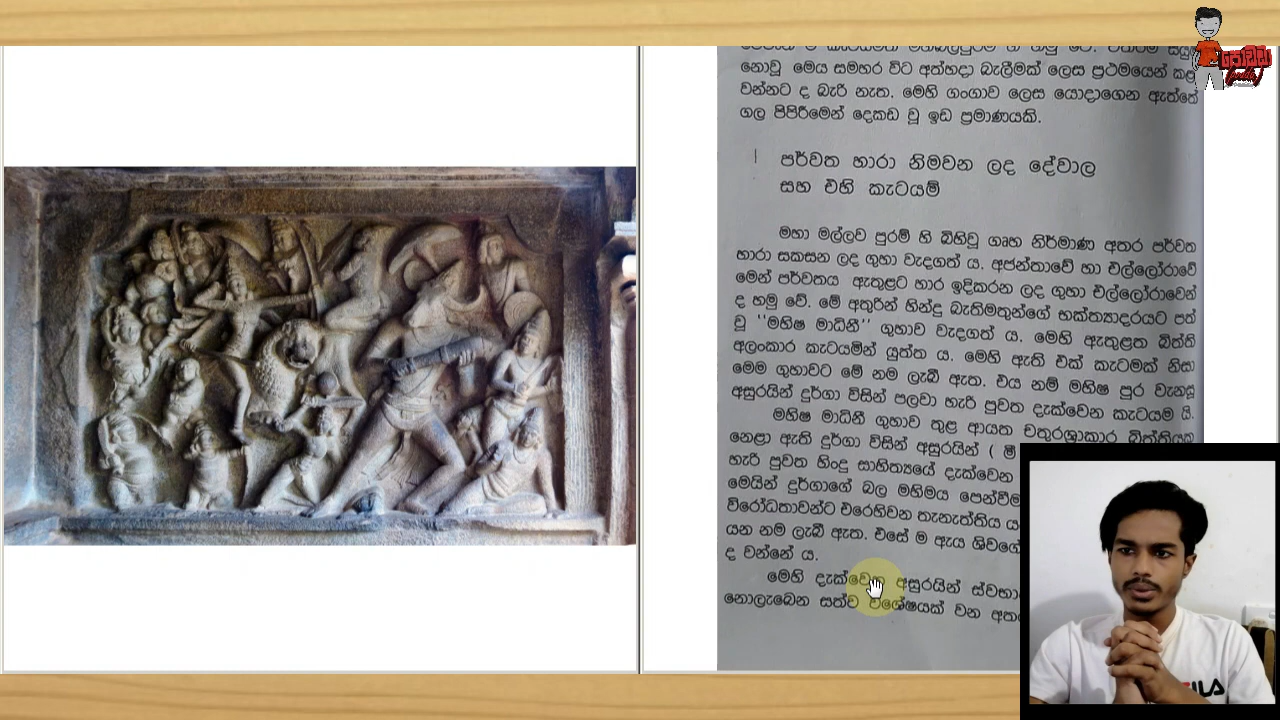 නොවූ මෙය සමහර විට අත්හදා බැලීමක් ලෙස ප්‍රථමයෙන් කළ
වන්නට ද බැරි නැත. මෙහි ගංගාව ලෙස යොදාගෙන ඇත්තේ
ගල පිපිරීමෙන් දෙකඩ වූ ඉඩ ප්‍රමාණයකි.
පර්වත හාරා නිමවන ලද දේවාල
සහ එහි කැටයම්
මහා මල්ලව පුරම් හි බිහිවූ ගෘහ නිර්මාණ අතර පර්වත
හාරා සකසන ලද ගුහා වැදගත් ය. අජන්තාවේ හා එල්ලෝරාවේ
මෙන් පර්වතය ඇතුළට හාර ඉදිකරන ලද ගුහා එල්ලෝරාවෙන්
ද හමු වේ. මේ අතුරින් හින්දු බැතිමතුන්ගේ භක්ත්‍යාදරයට පත්
වූ "මහිෂ මාධිනී" ගුහාව වැදගත් ය. මෙහි ඇතුළත බිත්ති
අලංකාර කැටයමින් යුත්ත ය. මෙහි ඇති එක් කැටමක් නිසා
මෙම ගුහාවට මේ නම ලැබී ඇත. එය නම් මහිෂ පුර වැනසූ
අසුරයින් දුර්ගා විසින් පලවා හැරි පුවත දැක්වෙන කැටයම යි.
මහිෂ මාධිනී ගුහාව තුළ ආයත චතුරශ්‍රාකාර බිත්තියක
නෙළා ඇති දුර්ගා විසින් අසුරයින් ( මී
හැරි පුවත හිංදු සාහිත්‍යයේ දැක්වෙන
මෙයින් දුර්ගාගේ බල මහිමය පෙන්වීම
විරෝධතාවන්ට එරෙහිවන තැනැත්තිය ය
යන නම ලැබී ඇත. එසේ ම ඇය ශිවගේ
ද වන්නේ ය.
මෙහි දැක්වෙන අසුරයින් ස්වභා
නොලැබෙන සත්ව විශේෂයක් වන අත
පොඩ්ඩා
ILA